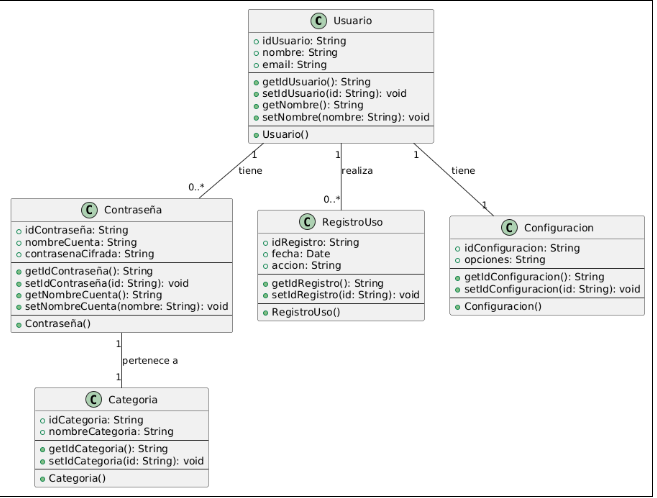 C Usuario
idUsuario: String
nombre: String
email: String
getIdUsuario(): String
setIdUsuario(id: String): void
getNombre(): String
setNombre(nombre: String): void
Usuario()
1 1 1
tiene realiza tiene
0..* 0..* 1
C Contraseña
idContraseña: String
nombreCuenta: String
contrasenaCifrada: String
getIdContraseña(): String
setIdContraseña(id: String): void
getNombreCuenta(): String
setNombreCuenta(nombre: String): void
Contraseña()
C RegistroUso
idRegistro: String
fecha: Date
accion: String
getIdRegistro(): String
setIdRegistro(id: String): void
RegistroUso()
C Configuracion
idConfiguracion: String
opciones: String
getIdConfiguracion(): String
setIdConfiguracion(id: String): void
Configuracion()
1
pertenece a
1
C Categoria
idCategoria: String
nombreCategoria: String
getIdCategoria(): String
setIdCategoria(id: String): void
Categoria()